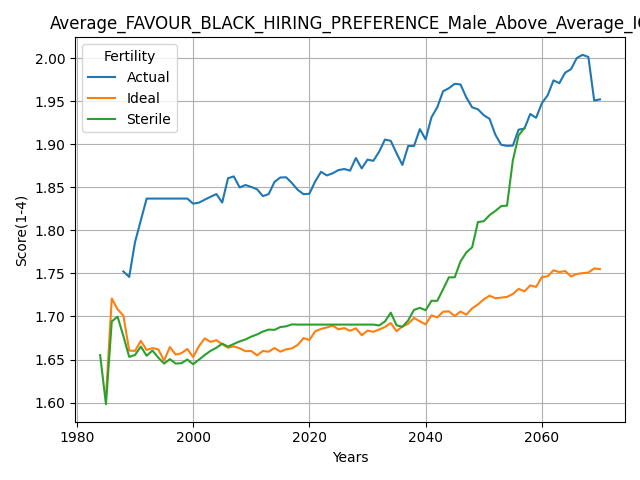 Average_FAVOUR_BLACK_HIRING_PREFERENCE_Male_Above_Average_I
Fertility
Actual
Ideal
Sterile
Score(1-4)
2.00
1.95
1.90
1.85
1.80
1.75
1.70
1.65
1.60
1980 2000 2020 2040 2060
Years